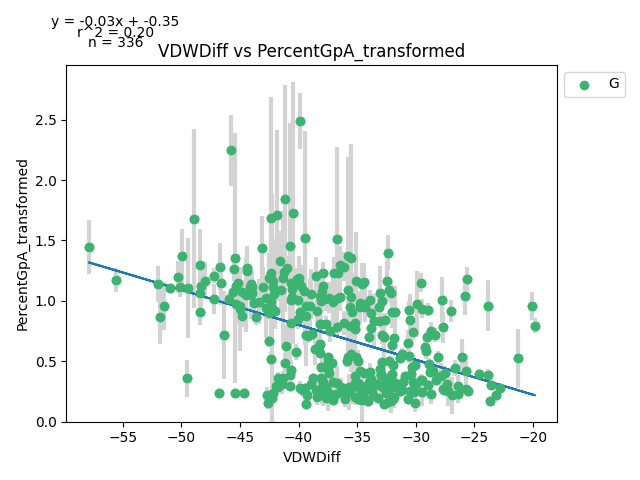 y = -0.03x + -0.35
r^2 = 0.20
n = 336
VDWDiff vs PercentGpA_transformed
G
PercentGpA_transformed
2.5
2.0
1.5
1.0
0.5
0.0
−55 −50 −45 −40 −35 −30 −25 −20
VDWDiff